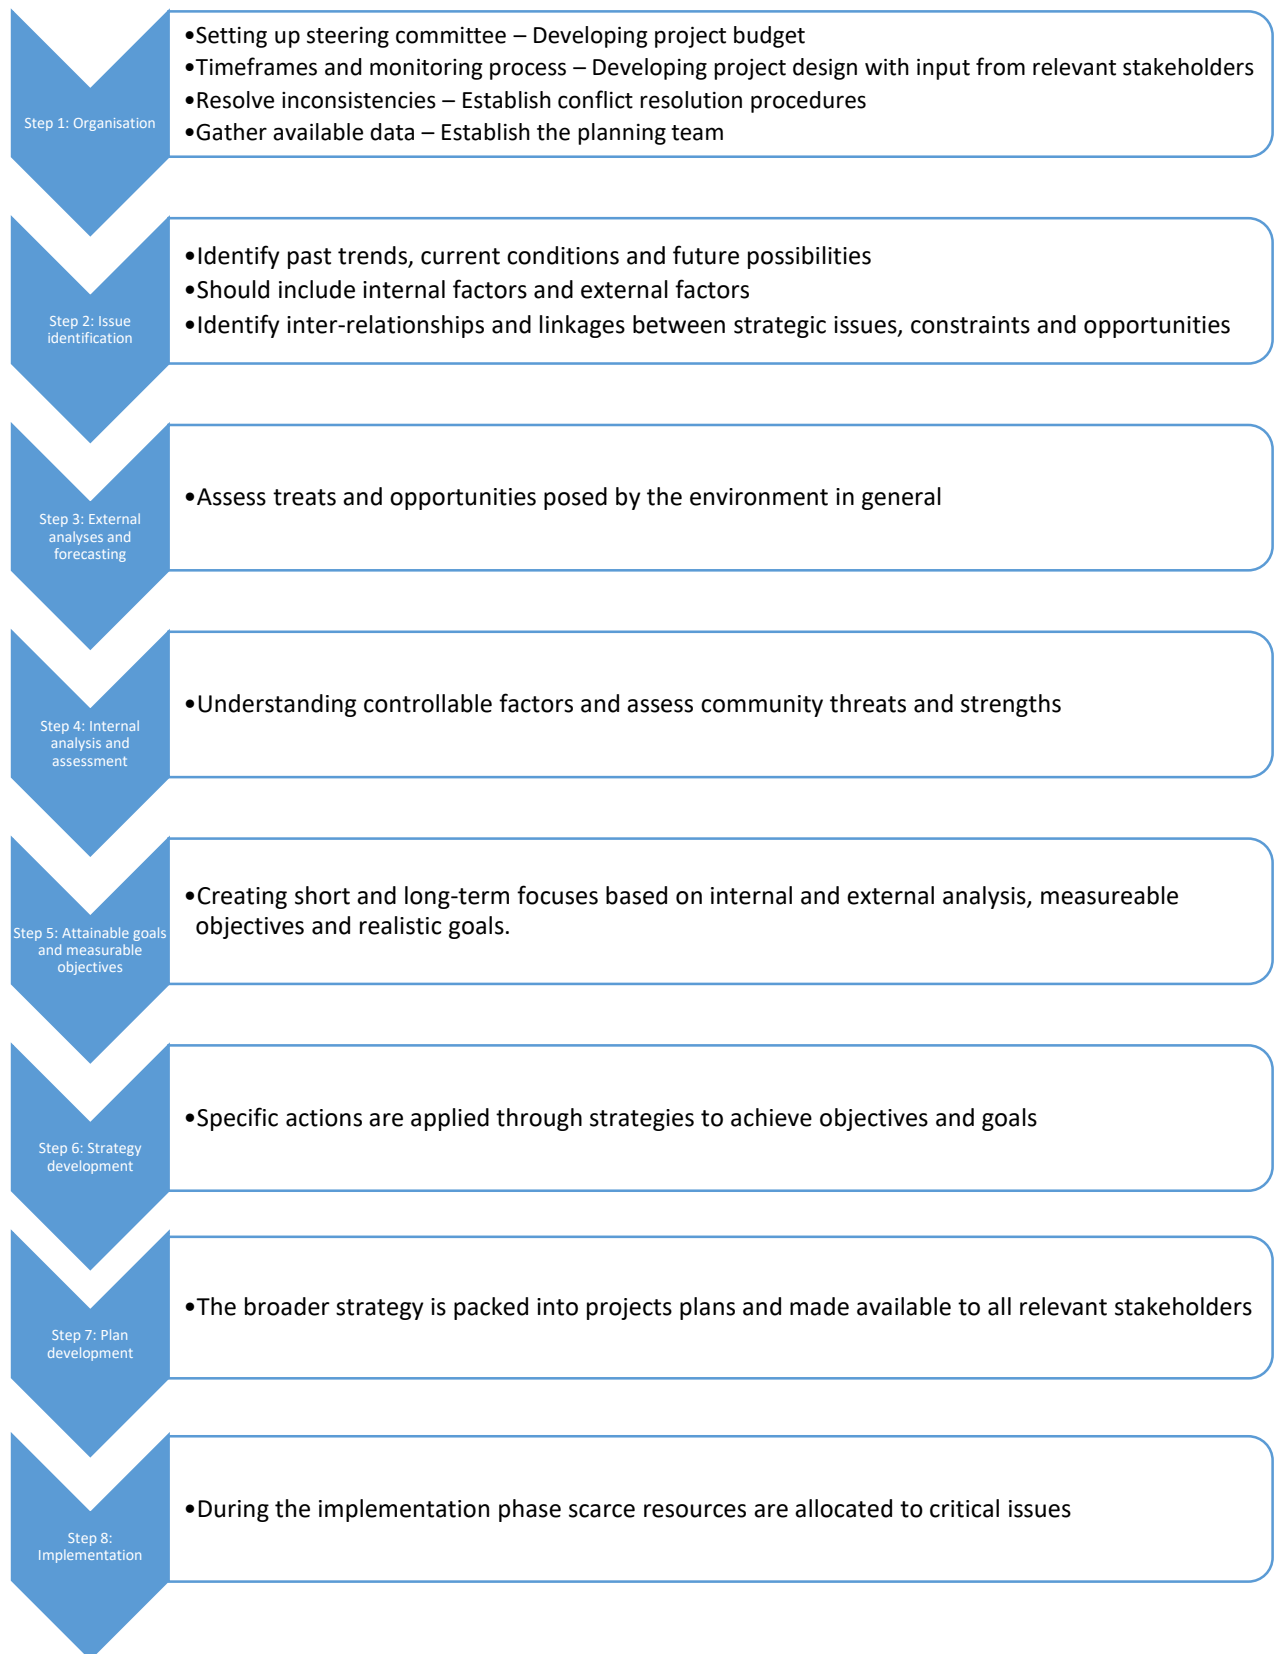 Step 1: Organisation
•Setting up steering committee – Developing project budget
•Timeframes and monitoring process – Developing project design with input from relevant stakeholders
•Resolve inconsistencies – Establish conflict resolution procedures
•Gather available data – Establish the planning team
Step 2: Issue
identification
•Identify past trends, current conditions and future possibilities
•Should include internal factors and external factors
•Identify inter-relationships and linkages between strategic issues, constraints and opportunities
Step 3: External
analyses and
forecasting
•Assess treats and opportunities posed by the environment in general
Step 4: Internal
analysis and
assessment
•Understanding controllable factors and assess community threats and strengths
Step 5: Attainable goals
and measurable
objectives
•Creating short and long-term focuses based on internal and external analysis, measureable
objectives and realistic goals.
Step 6: Strategy
development
•Specific actions are applied through strategies to achieve objectives and goals
Step 7: Plan
development
•The broader strategy is packed into projects plans and made available to all relevant stakeholders
Step 8:
Implementation
•During the implementation phase scarce resources are allocated to critical issues